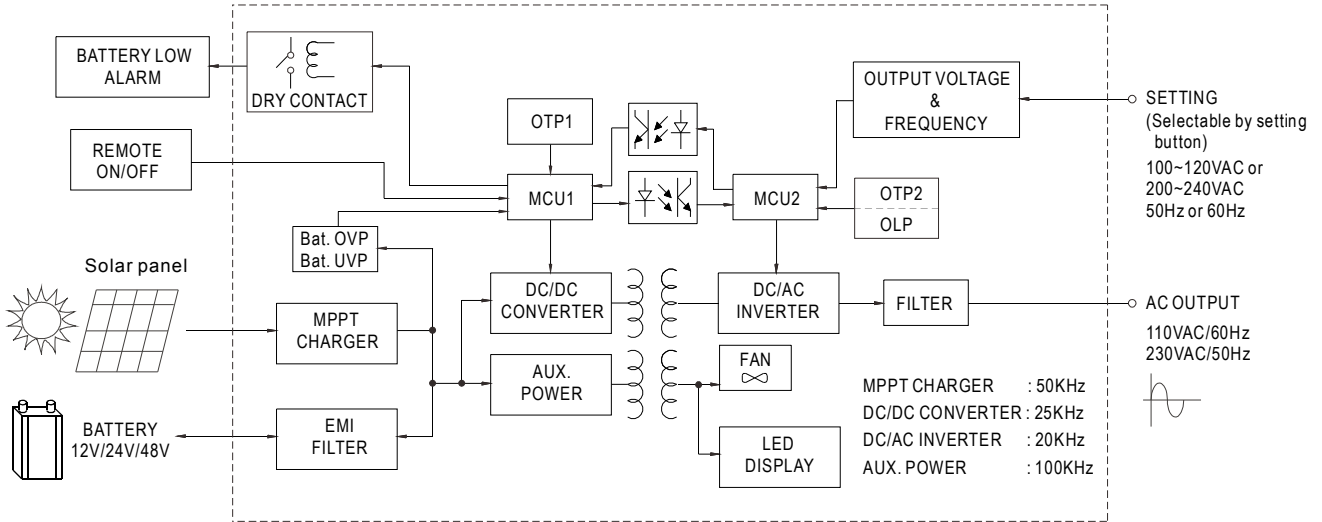 BATTERY LOW
ALARM
DRY CONTACT
OUTPUT VOLTAGE
&
FREQUENCY
SETTING
(Selectable by setting
button)
100~120VAC or
200~240VAC
50Hz or 60Hz
REMOTE
ON/OFF
OTP1
MCU1
MCU2
OTP2
OLP
Bat. OVP
Bat. UVP
Solar panel
MPPT
CHARGER
DC/DC
CONVERTER
DC/AC
INVERTER
FILTER
AC OUTPUT
110VAC/60Hz
230VAC/50Hz
AUX.
POWER
FAN
BATTERY
12V/24V/48V
EMI
FILTER
LED
DISPLAY
MPPT CHARGER : 50KHz
DC/DC CONVERTER : 25KHz
DC/AC INVERTER : 20KHz
AUX. POWER : 100KHz